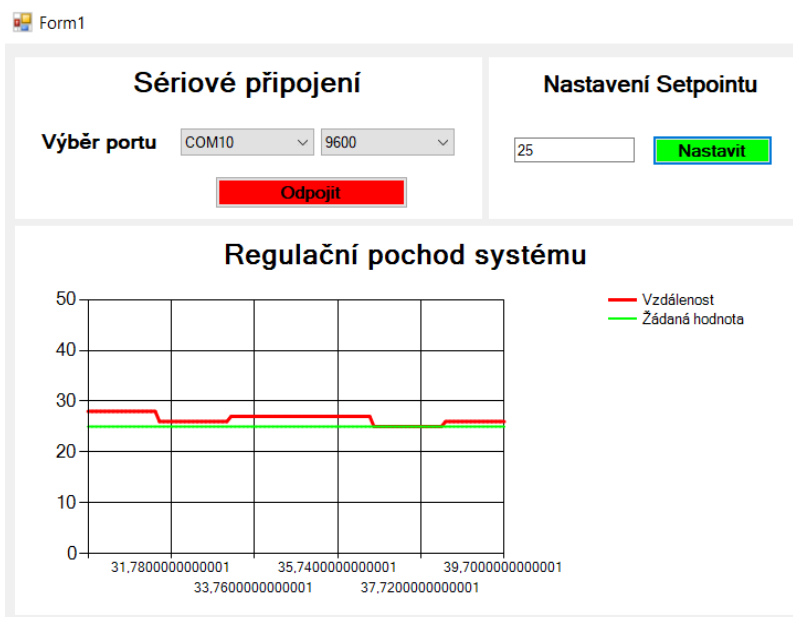 Form1
Sériové připojení
Výběr portu COM10 9600
Odpojit
Nastavení Setpointu
25 Nastavit
Regulační pochod systému
Vzdálenost
Žádaná hodnota
50
40
30
20
10
0
31,7800000000001 35,7400000000001 39,7000000000001
33,7600000000001 37,7200000000001